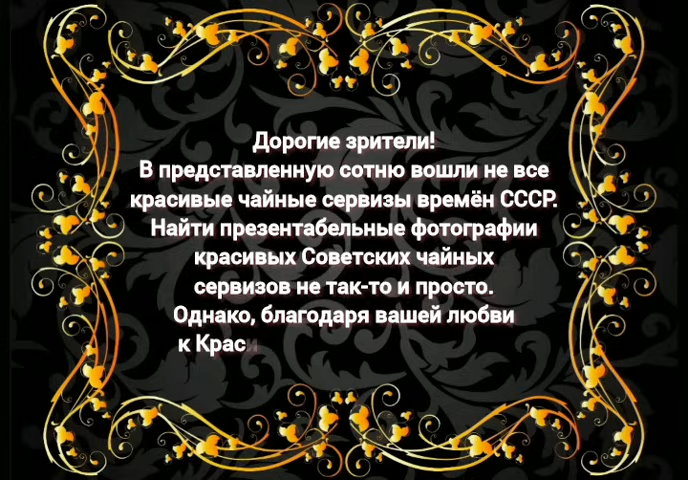 Дорогие зрители!
В представленную сотню вошли не все
красивые чайные сервизы времён СССР.
Найти презентабельные фотографии
красивых Советских чайных
сервизов не так-то и просто.
Однако, благодаря вашей любви
к Краси